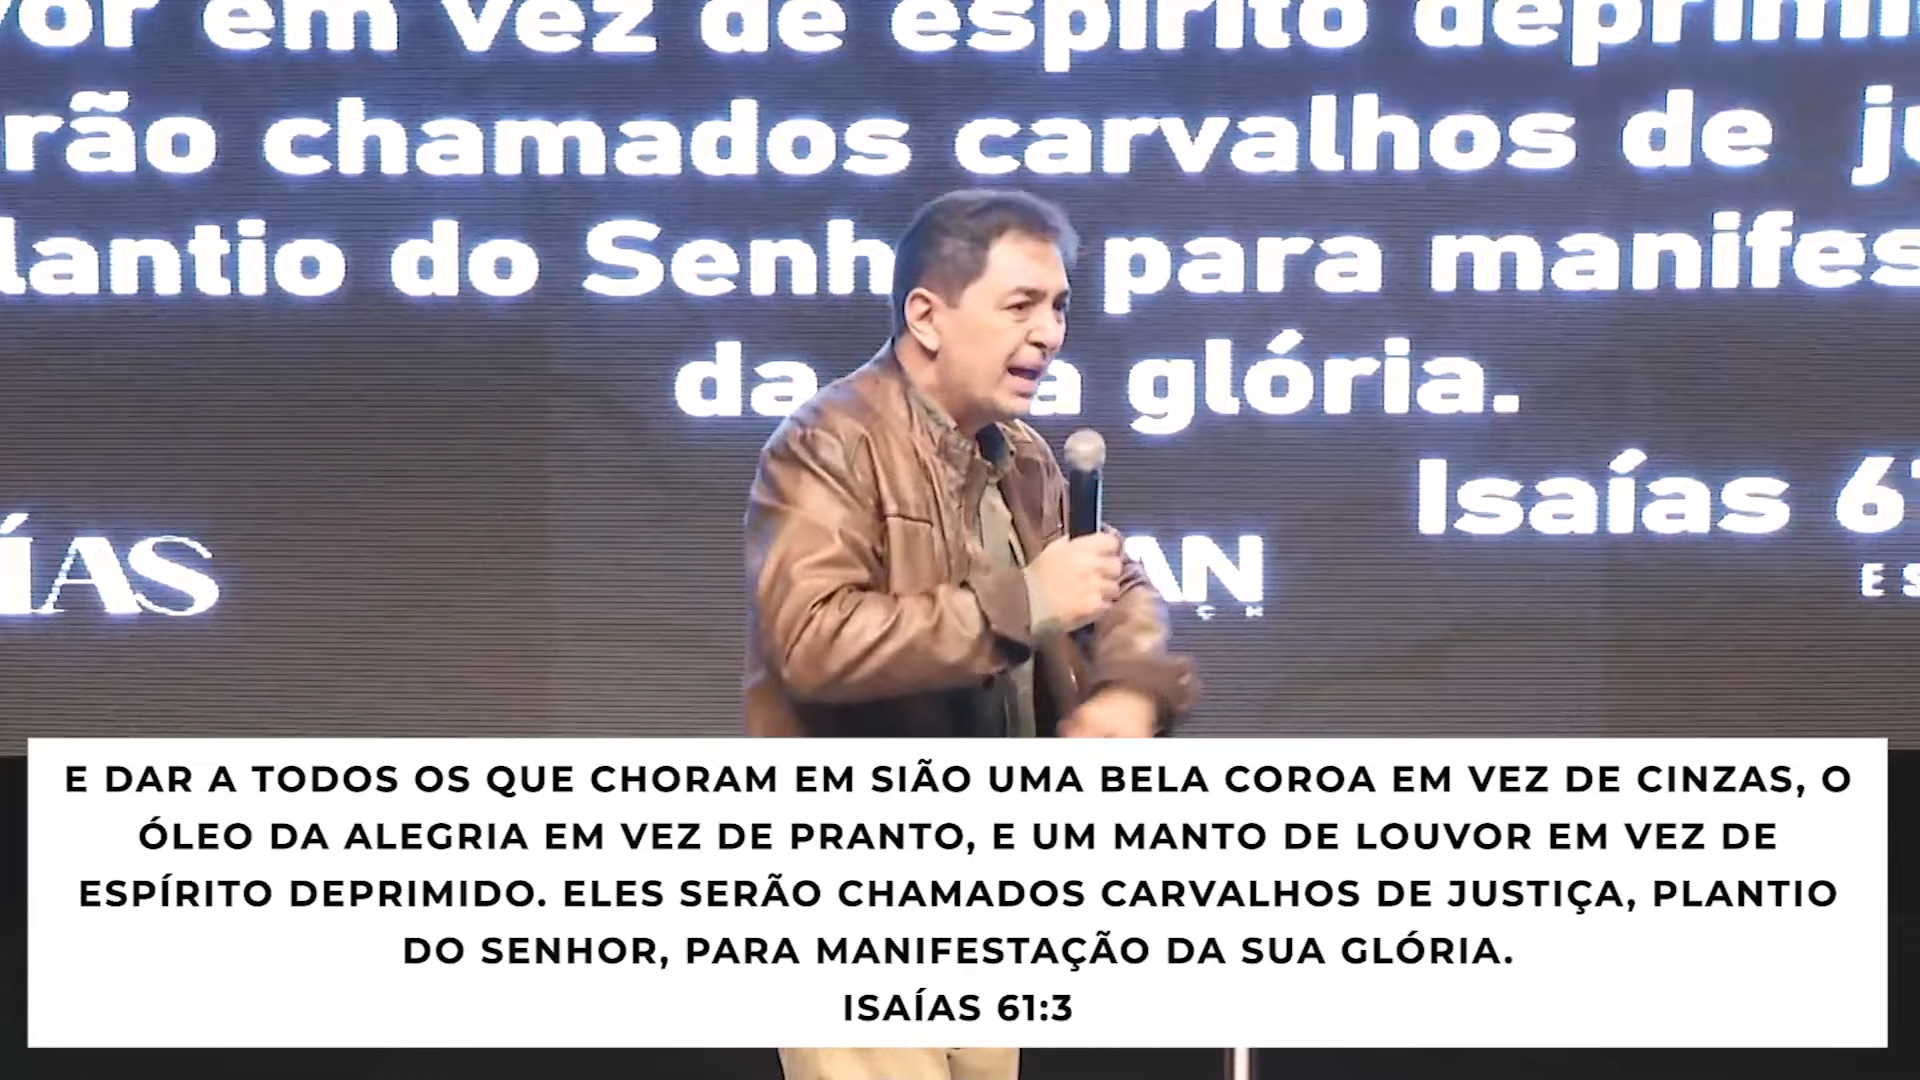 vor em vez de espírito
rão chamados carvalhos de
lantio do Senh para manifes
da glória.
Isaías 61
ÍAS
AN
E DAR A TODOS OS QUE CHORAM EM SIÃO UMA BELA COROA EM VEZ DE CINZAS, O
ÓLEO DA ALEGRIA EM VEZ DE PRANTO, E UM MANTO DE LOUVOR EM VEZ DE
ESPÍRITO DEPRIMIDO. ELES SERÃO CHAMADOS CARVALHOS DE JUSTIÇA, PLANTIO
DO SENHOR, PARA MANIFESTAÇÃO DA SUA GLÓRIA.
ISAÍAS 61:3